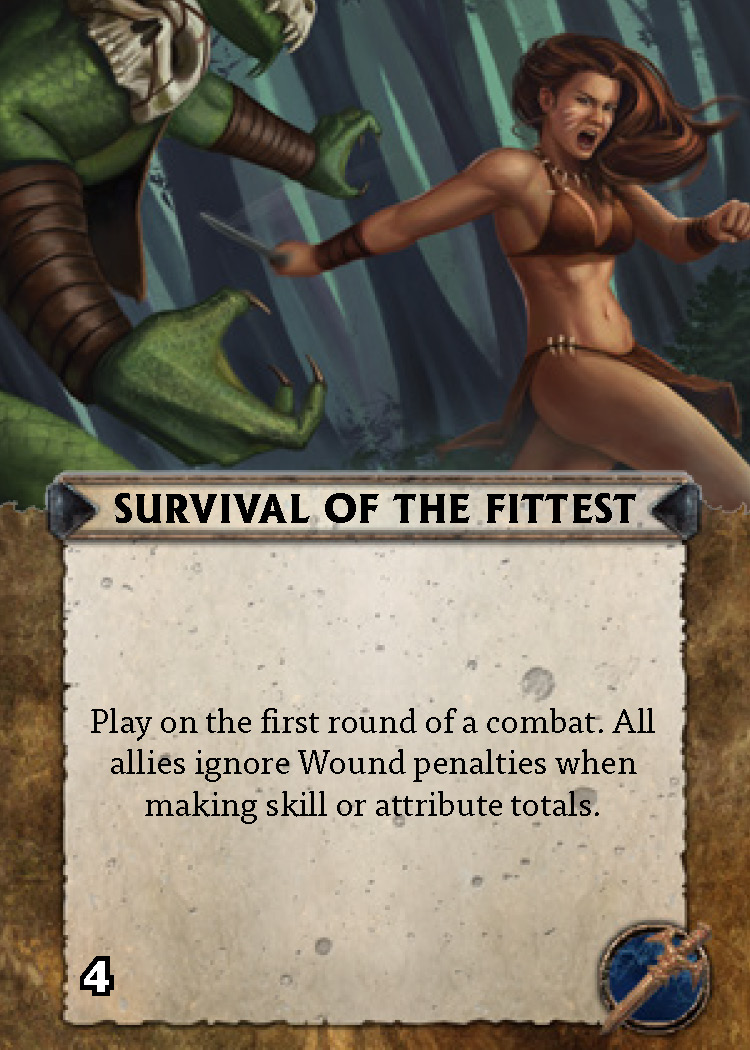 SURVIVAL OF THE FITTEST
Play on the first round of a combat. All
allies ignore Wound penalties when
making skill or attribute totals.
4